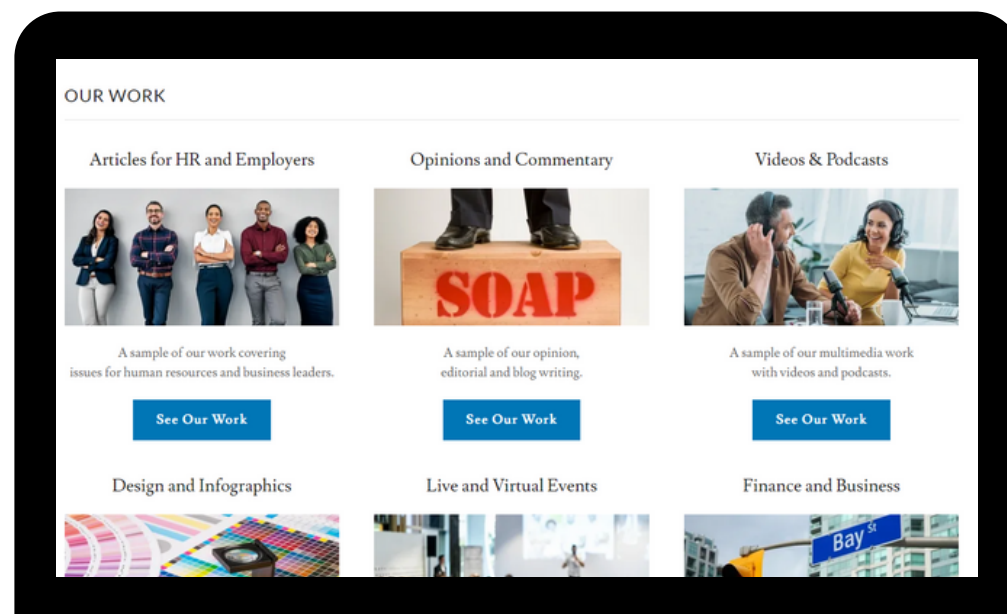 OUR WORK
Articles for HR and Employers
Opinions and Commentary
Videos & Podcasts
SOAP
A sample of our work covering
issues for human resources and business leaders.
A sample of our opinion,
editorial and blog writing.
A sample of our multimedia work
with videos and podcasts.
See Our Work
See Our Work
See Our Work
Design and Infographics
Live and Virtual Events
Finance and Business
Bay St